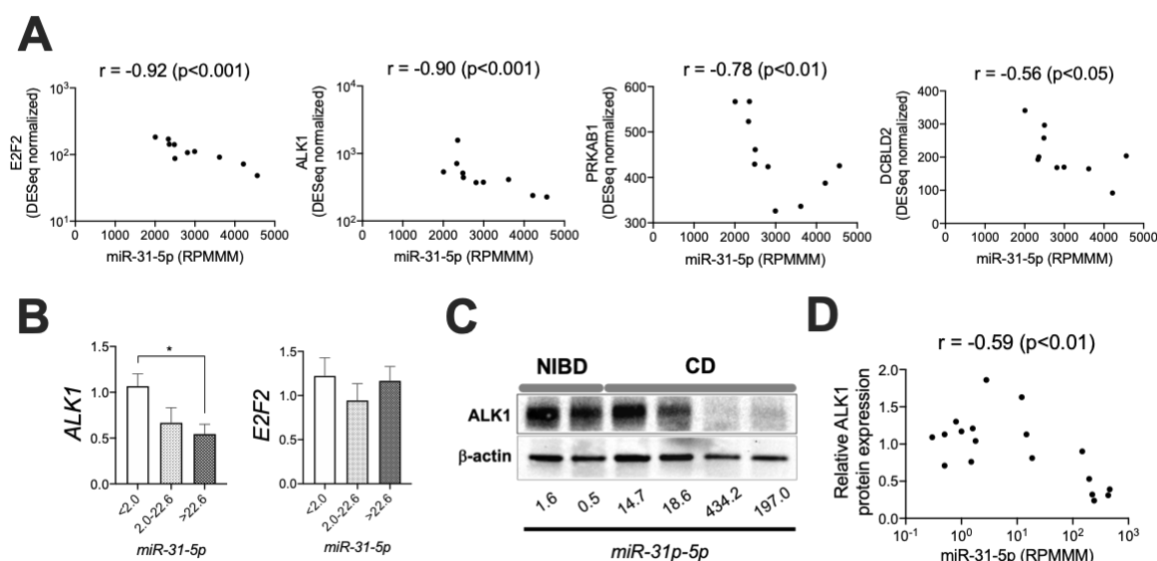 A
r = -0.92 (p<0.001)
E2F2
(DESeq normalized)
10³
10²
10¹
0 1000 2000 3000 4000 5000
miR-31-5p (RPMMM)
r = -0.90 (p<0.001)
ALK1
(DESeq normalized)
10⁴
10³
10²
0 1000 2000 3000 4000 5000
miR-31-5p (RPMMM)
r = -0.78 (p<0.01)
PRKAB1
(DESeq normalized)
600
500
400
300
0 1000 2000 3000 4000 5000
miR-31-5p (RPMMM)
r = -0.56 (p<0.05)
DCBLD2
(DESeq normalized)
400
300
200
100
0
0 1000 2000 3000 4000 5000
miR-31-5p (RPMMM)
B
ALK1
1.5
1.0
0.5
0.0
*
<2.0 2.0-22.6 >22.6
miR-31-5p
E2F2
1.5
1.0
0.5
0.0
<2.0 2.0-22.6 >22.6
miR-31-5p
C
NIBD CD
ALK1
β-actin
1.6 0.5 14.7 18.6 434.2 197.0
miR-31p-5p
D
r = -0.59 (p<0.01)
Relative ALK1
protein expression
2.0
1.5
1.0
0.5
0.0
10⁻¹ 10⁰ 10¹ 10² 10³
miR-31-5p (RPMMM)